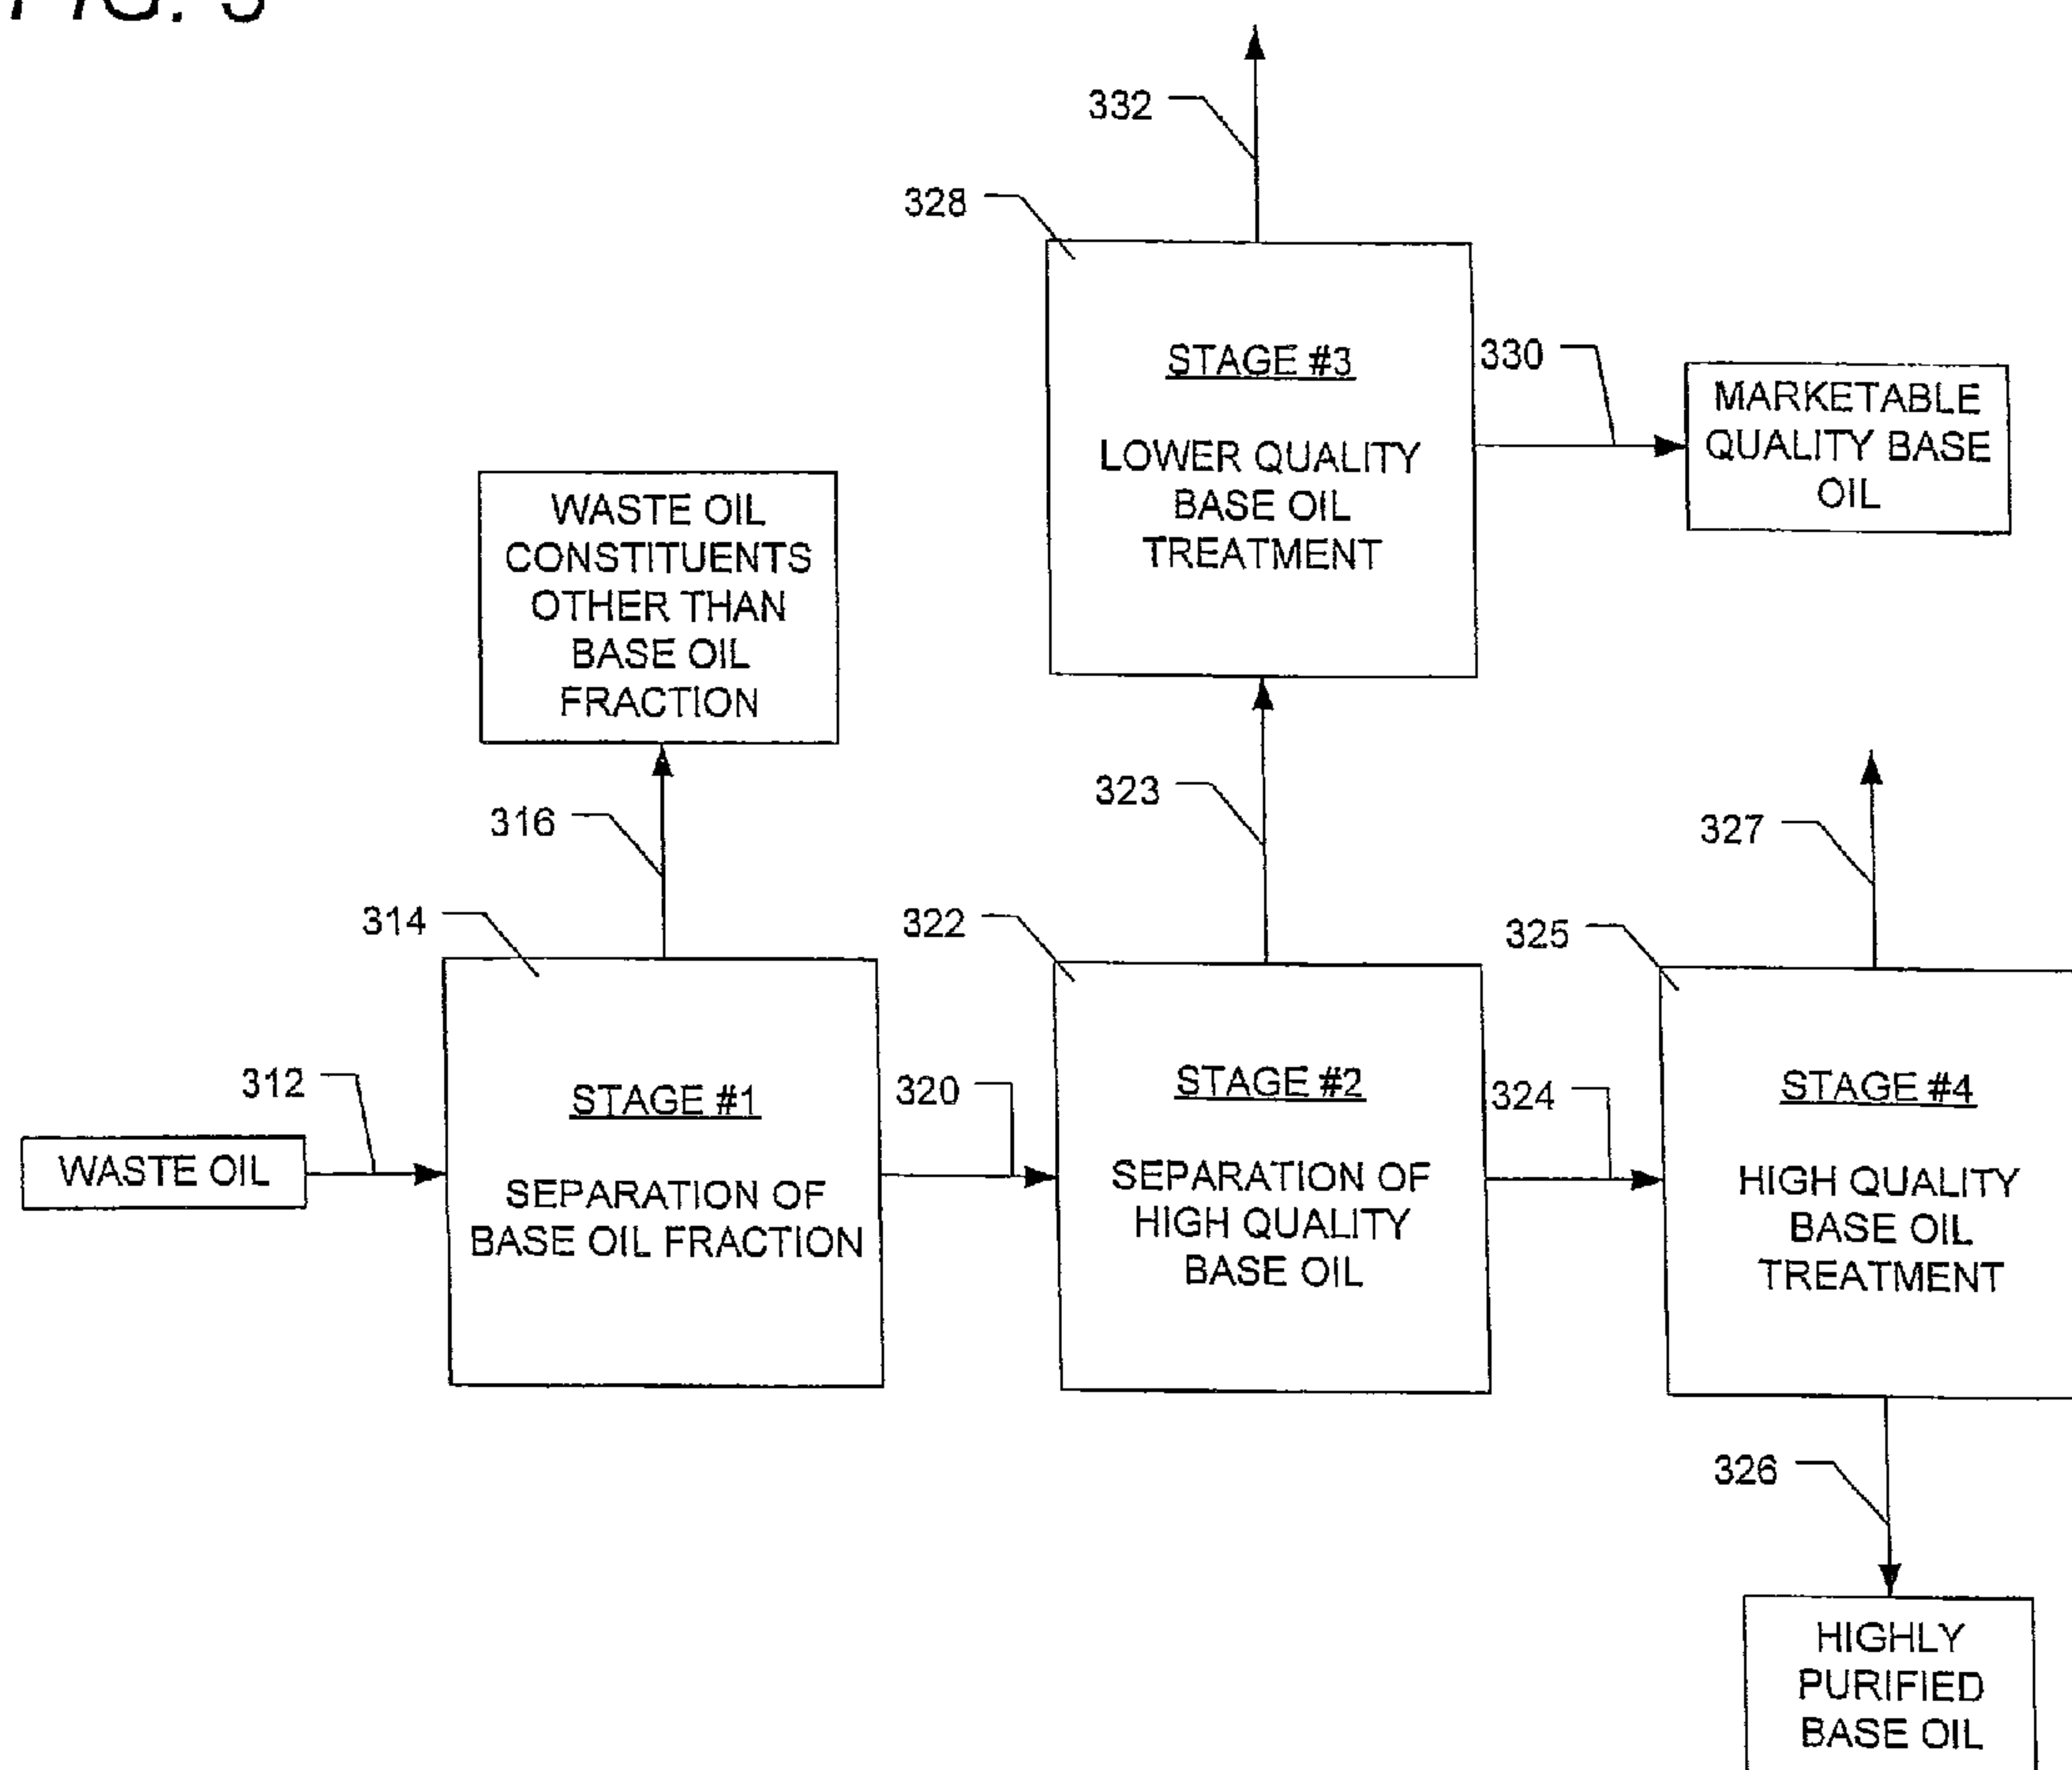 FIG. 3
332
328
STAGE #3
LOWER QUALITY
BASE OIL
TREATMENT
330
MARKETABLE
QUALITY BASE
OIL
WASTE OIL
CONSTITUENTS
OTHER THAN
BASE OIL
FRACTION
316
323
327
314
322
325
312
WASTE OIL
STAGE #1
SEPARATION OF
BASE OIL FRACTION
320
STAGE #2
SEPARATION OF
HIGH QUALITY
BASE OIL
324
STAGE #4
HIGH QUALITY
BASE OIL
TREATMENT
326
HIGHLY
PURIFIED
BASE OIL